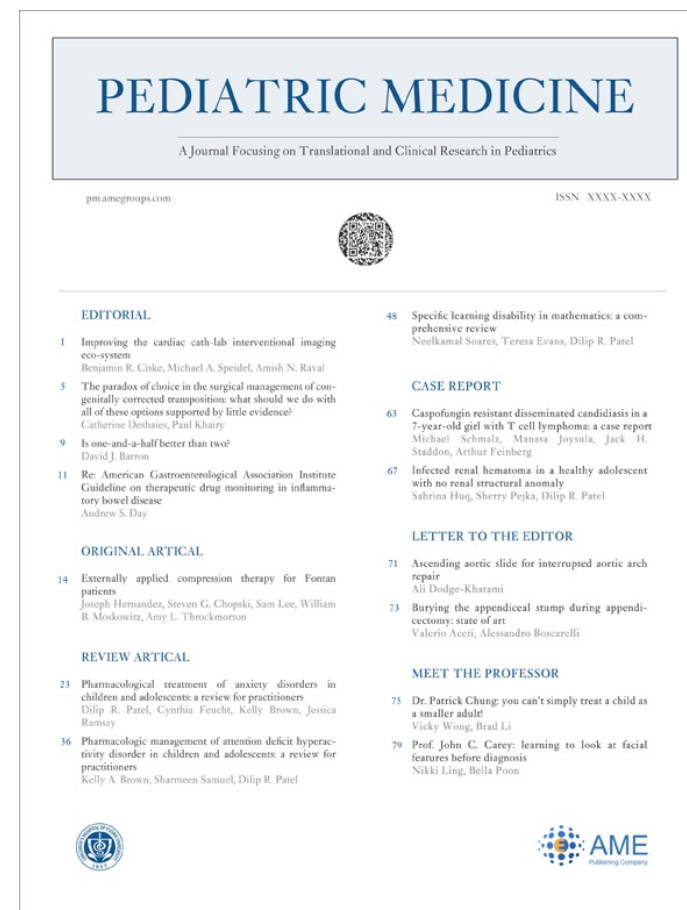 PEDIATRIC MEDICINE
A Journal Focusing on Translational and Clinical Research in Pediatrics
pm.amegroups.com
ISSN XXXX-XXXX
EDITORIAL
1 Improving the cardiac cath-lab interventional imaging
eco-system
Benjamin R. Ciske, Michael A. Speidel, Amish N. Raval
5 The paradox of choice in the surgical management of con-
genitally corrected transposition: what should we do with
all of these options supported by little evidence?
Catherine Deshaies, Paul Khairy
9 Is one-and-a-half better than two?
David J. Barron
11 Re: American Gastroenterological Association Institute
Guideline on therapeutic drug monitoring in inflamma-
tory bowel disease
Andrew S. Day
ORIGINAL ARTICAL
14 Externally applied compression therapy for Fontan
patients
Joseph Hernandez, Steven G. Chopski, Sam Lee, William
B. Moskowitz, Amy L. Throckmorton
REVIEW ARTICAL
23 Pharmacological treatment of anxiety disorders in
children and adolescents: a review for practitioners
Dilip R. Patel, Cynthia Feucht, Kelly Brown, Jessica
Ramsay
36 Pharmacologic management of attention deficit hyperac-
tivity disorder in children and adolescents: a review for
practitioners
Kelly A. Brown, Sharmeen Samuel, Dilip R. Patel
48 Specific learning disability in mathematics: a com-
prehensive review
Neelkamal Soares, Teresa Evans, Dilip R. Patel
CASE REPORT
63 Caspofungin resistant disseminated candidiasis in a
7-year-old girl with T cell lymphoma: a case report
Michael Schmalz, Manasa Joysula, Jack H.
Staddon, Arthur Feinberg
67 Infected renal hematoma in a healthy adolescent
with no renal structural anomaly
Sabrina Huq, Sherry Pejka, Dilip R. Patel
LETTER TO THE EDITOR
71 Ascending aortic slide for interrupted aortic arch
repair
Ali Dodge-Khatami
73 Burying the appendiceal stump during appendi-
cectomy: state of art
Valerio Aceti, Alessandro Boscarelli
MEET THE PROFESSOR
75 Dr. Patrick Chung: you can't simply treat a child as
a smaller adult!
Vicky Wong, Brad Li
79 Prof. John C. Carey: learning to look at facial
features before diagnosis
Nikki Ling, Bella Poon
AME
Publishing Company